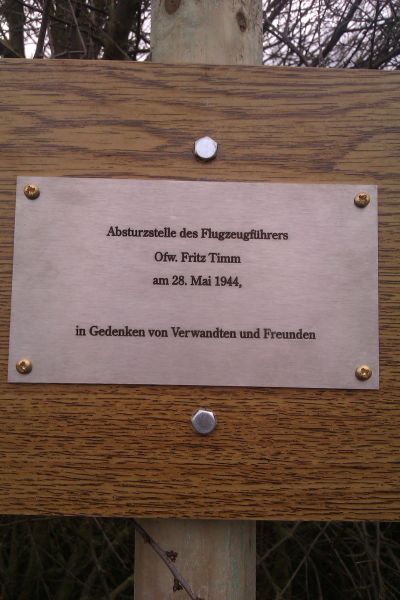 Absturzstelle des Flugzeugführers
Ofw. Fritz Timm
am 28. Mai 1944,
in Gedenken von Verwandten und Freunden